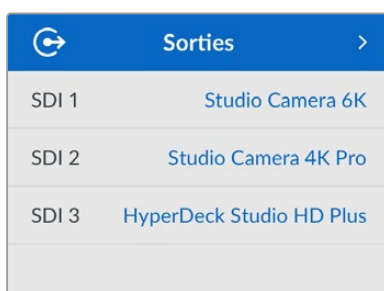 Sorties
SDI 1 Studio Camera 6K
SDI 2 Studio Camera 4K Pro
SDI 3 HyperDeck Studio HD Plus